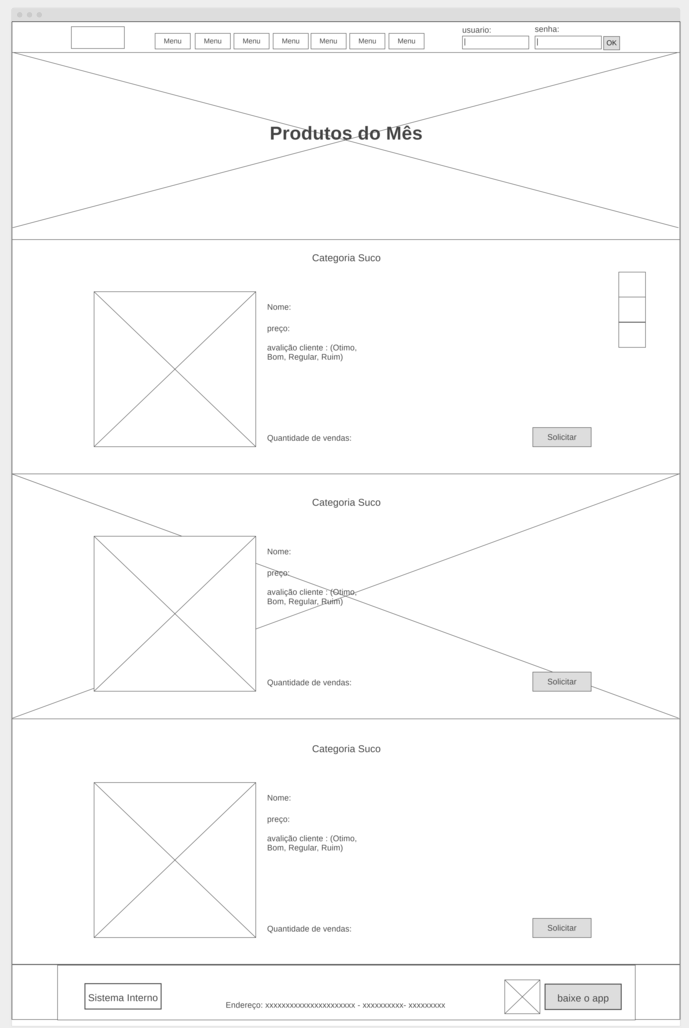 usuario:
senha:
Menu Menu Menu Menu Menu Menu Menu
OK
Produtos do Mês
Categoria Suco
Nome:
preço:
avalição cliente : (Otimo,
Bom, Regular, Ruim)
Quantidade de vendas:
Solicitar
Categoria Suco
Nome:
preço:
avalição cliente : (Otimo,
Bom, Regular, Ruim)
Quantidade de vendas:
Solicitar
Categoria Suco
Nome:
preço:
avalição cliente : (Otimo,
Bom, Regular, Ruim)
Quantidade de vendas:
Solicitar
Sistema Interno
Endereço: xxxxxxxxxxxxxxxxxxxxxx - xxxxxxxxxx- xxxxxxxxx
baixe o app